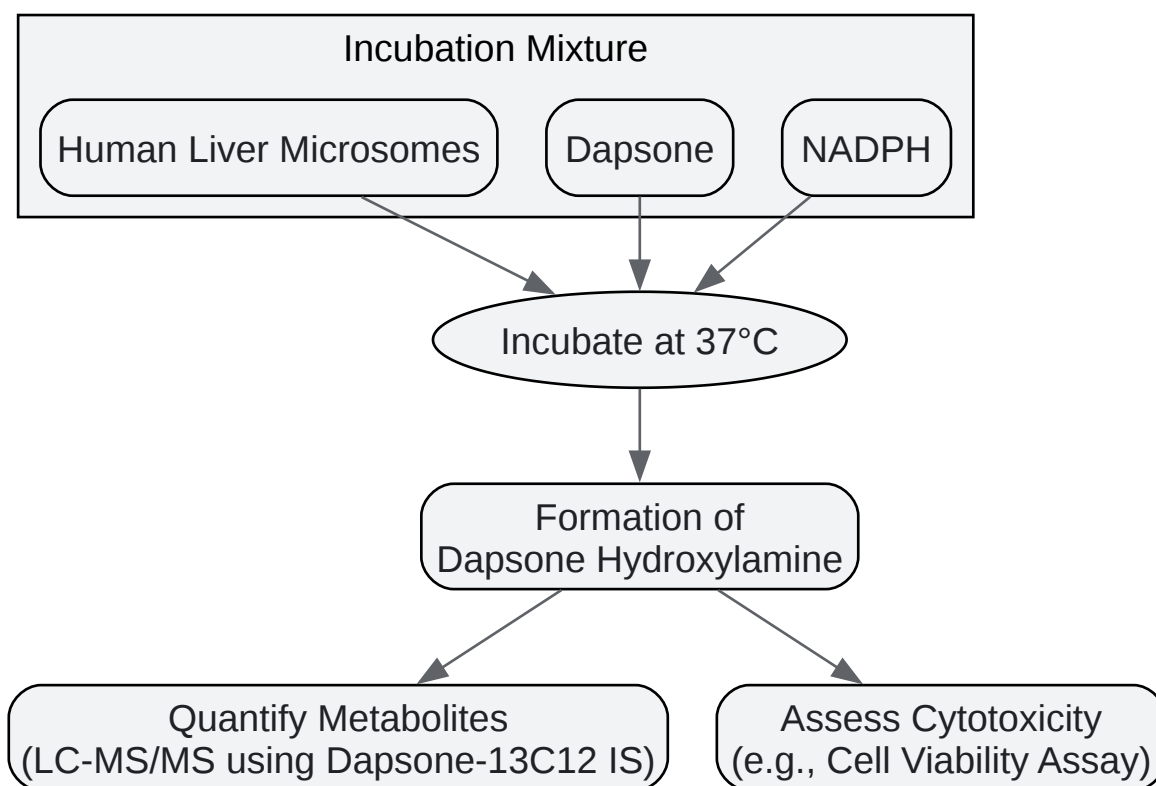 Incubation Mixture
Human Liver Microsomes
Dapsone
NADPH
Incubate at 37°C
Formation of
Dapsone Hydroxylamine
Quantify Metabolites
(LC-MS/MS using Dapsone-13C12 IS)
Assess Cytotoxicity
(e.g., Cell Viability Assay)